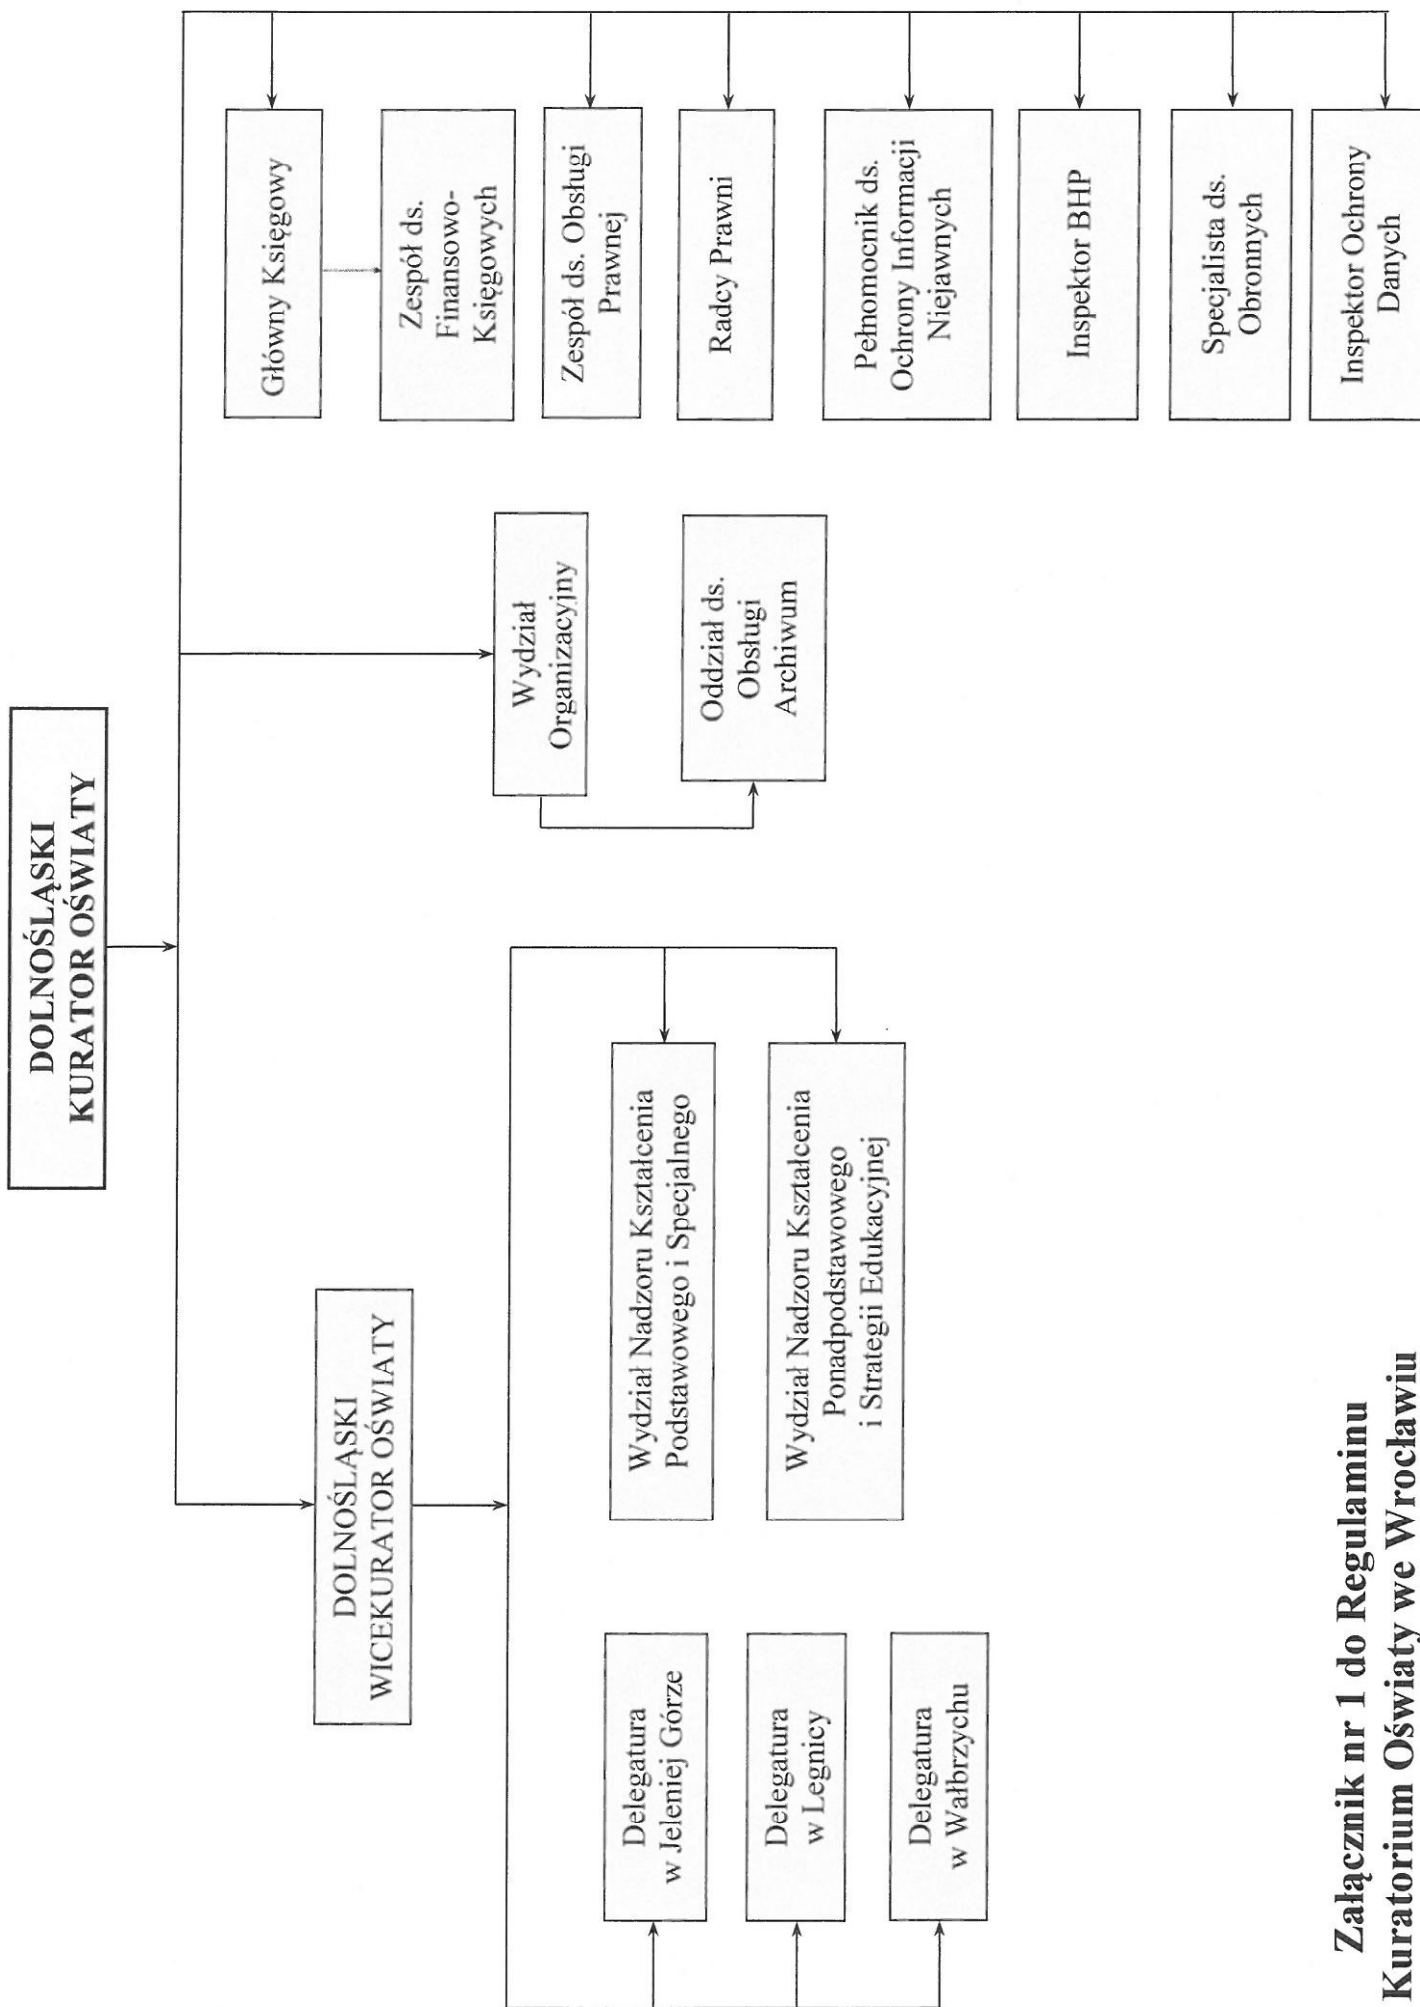 DOLNOŚLĄSKI
KURATOR OŚWIATY
DOLNOŚLĄSKI
WICEKURATOR OŚWIATY
Delegatura
w Jeleniej Górze
Delegatura
w Legnicy
Delegatura
w Wałbrzychu
Wydział Nadzoru Kształcenia
Podstawowego i Specjalnego
Wydział Nadzoru Kształcenia
Ponadpodstawowego
i Strategii Edukacyjnej
Wydział
Organizacyjny
Oddział ds.
Obsługi
Archiwum
Główny Księgowy
Zespół ds.
Finansowo-
Księgowych
Zespół ds. Obsługi
Prawnej
Radcy Prawni
Pełnomocnik ds.
Ochrony Informacji
Niejawnych
Inspektor BHP
Specjalista ds.
Obronnych
Inspektor Ochrony
Danych
Załącznik nr 1 do Regulaminu
Kuratorium Oświaty we Wrocławiu